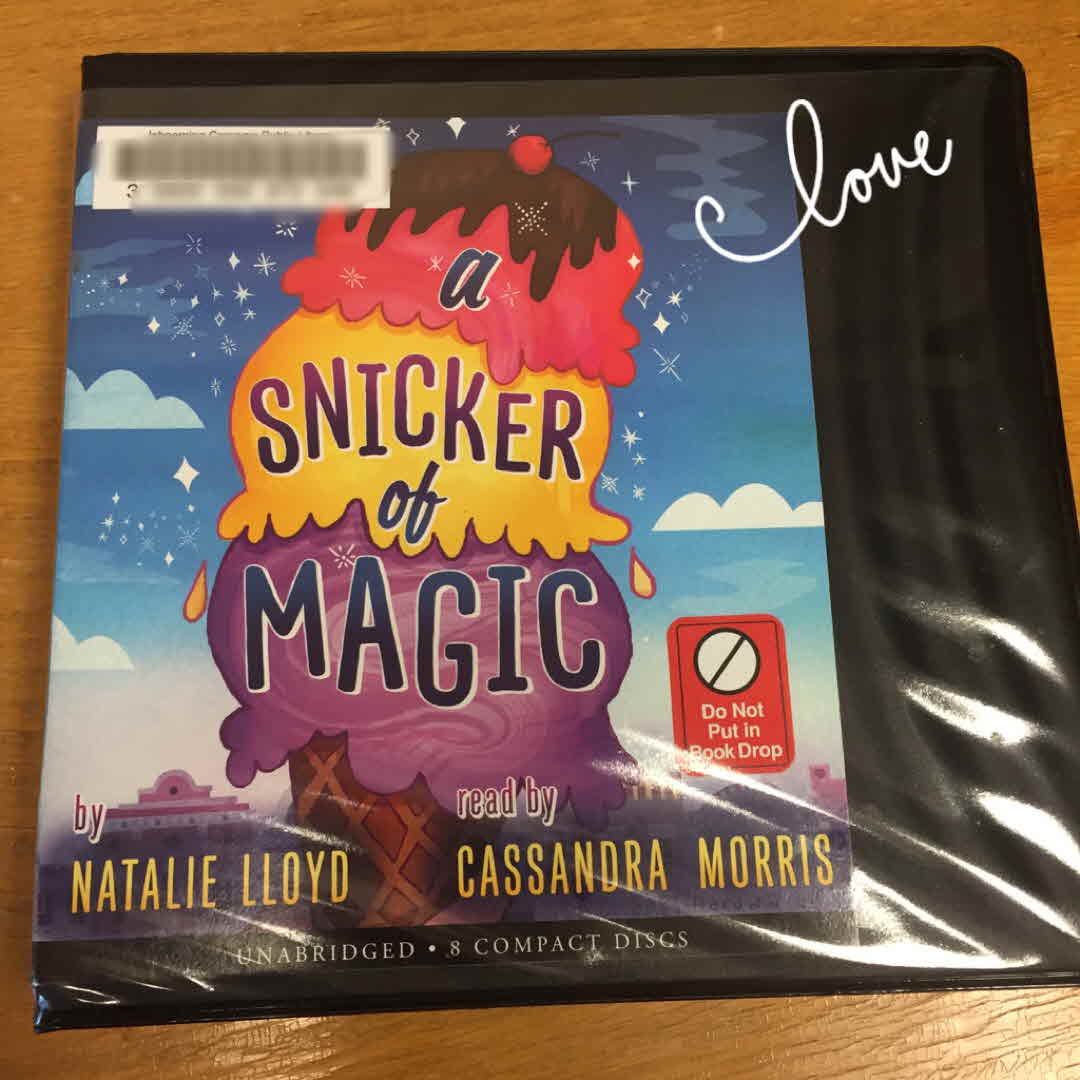 love
a
SNICKER
of
MAGIC
Do Not
Put in
Book Drop
by
NATALIE LLOYD
read by
CASSANDRA MORRIS
UNABRIDGED • 8 COMPACT DISCS